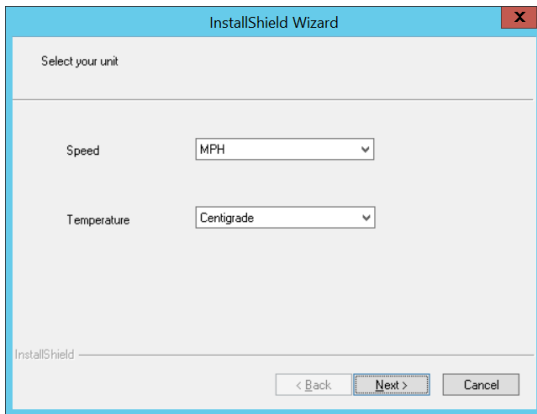 InstallShield Wizard
X
Select your unit
Speed
MPH
Temperature
Centigrade
InstallShield
< Back
Next >
Cancel